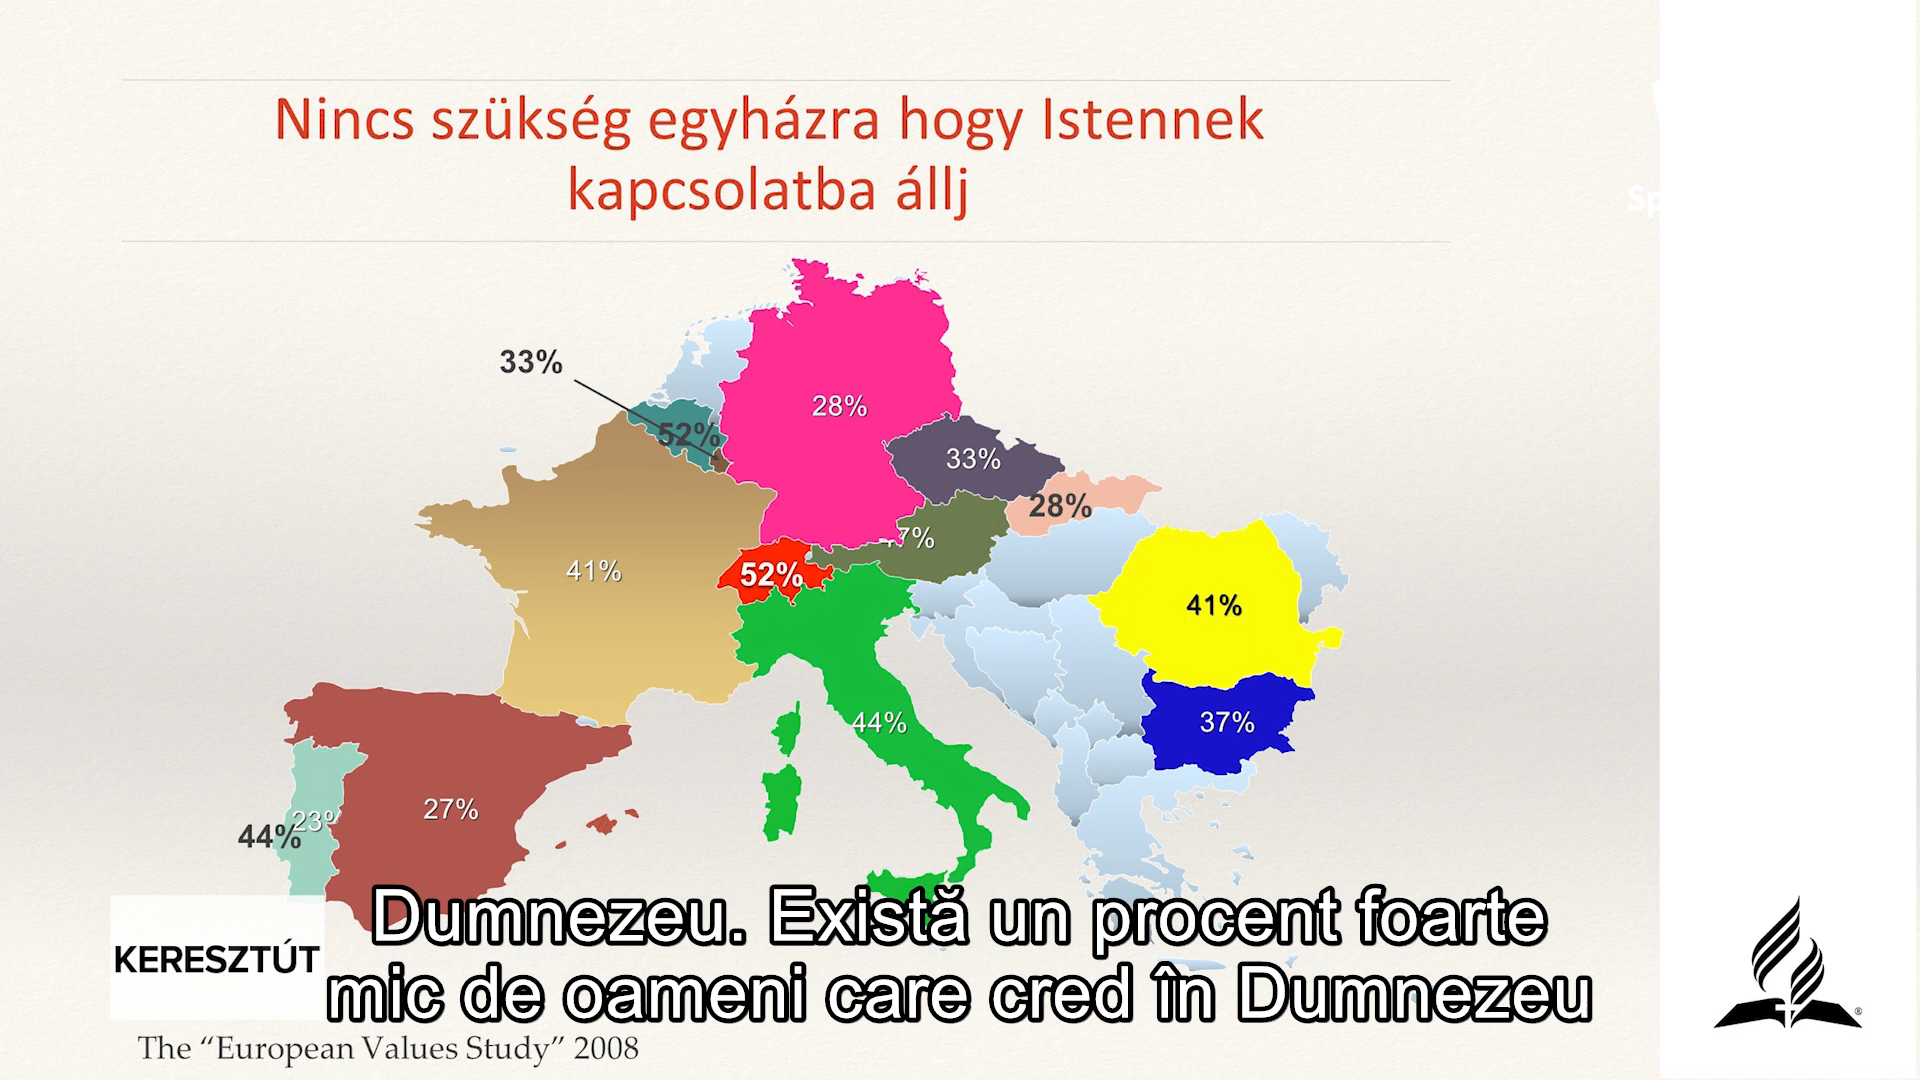 Nincs szükség egyházra hogy Istennek
kapcsolatba állj
33%
28%
52%
33%
28%
41%
52%
41%
44%
37%
27%
44%
Dumnezeu. Există un procent foarte
mic de oameni care cred în Dumnezeu
KERESZTÚT
The “European Values Study” 2008